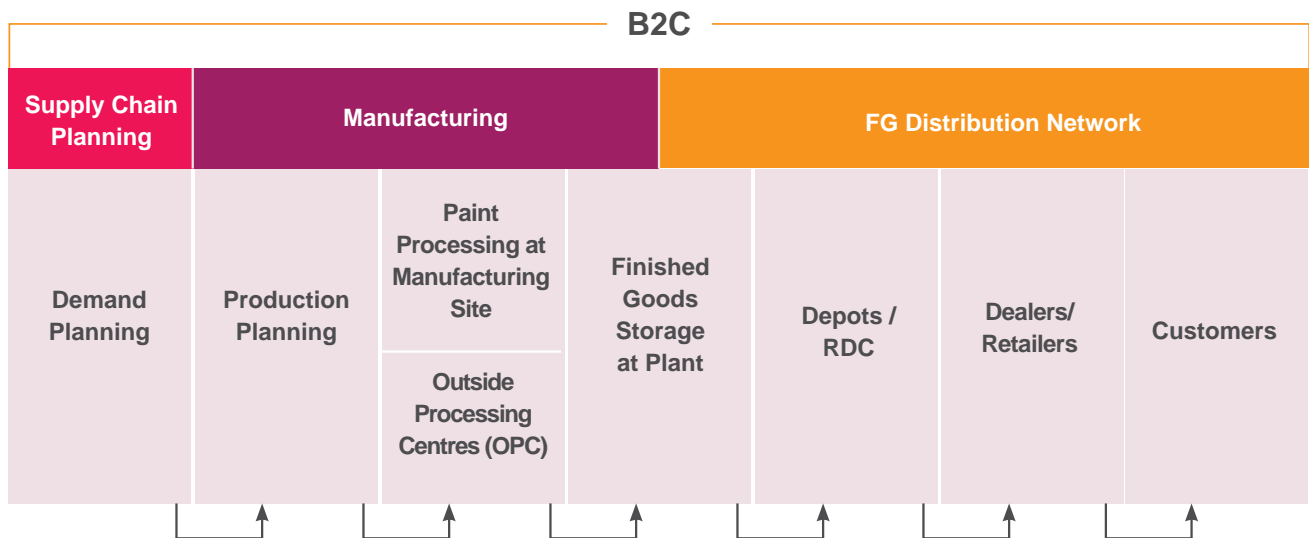 B2C
Supply Chain
Planning
Manufacturing
FG Distribution Network
Demand
Planning
Production
Planning
Paint
Processing at
Manufacturing
Site
Outside
Processing
Centres (OPC)
Finished
Goods
Storage
at Plant
Depots /
RDC
Dealers/
Retailers
Customers